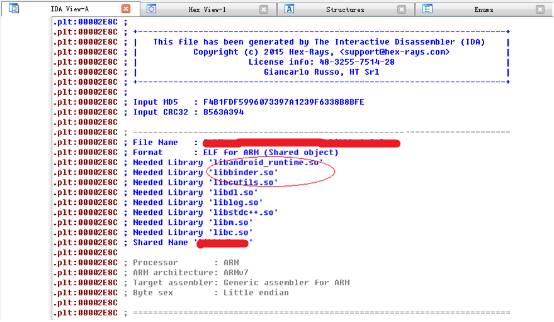 IDA View-A Hex View-1 A Structures Enums
.plt:00002E8C ;
.plt:00002E8C ; +-------------------------------------------------------------------------+
.plt:00002E8C ; | This file has been generated by The Interactive Disassembler (IDA) |
.plt:00002E8C ; | Copyright (c) 2015 Hex-Rays, <support@hex-rays.com> |
.plt:00002E8C ; | License info: 48-3255-7514-28 |
.plt:00002E8C ; | Giancarlo Russo, HT Srl |
.plt:00002E8C ; +-------------------------------------------------------------------------+
.plt:00002E8C ;
.plt:00002E8C ; Input MD5 : F4B1FDF5996073397A1239F6338B8BFE
.plt:00002E8C ; Input CRC32 : B563A394
.plt:00002E8C
.plt:00002E8C ; ---------------------------------------------------------------------------
.plt:00002E8C ; File Name :
.plt:00002E8C ; Format : ELF for ARM (Shared object)
.plt:00002E8C ; Needed Library 'libandroid_runtime.so'
.plt:00002E8C ; Needed Library 'libbinder.so'
.plt:00002E8C ; Needed Library 'libcutils.so'
.plt:00002E8C ; Needed Library 'libdl.so'
.plt:00002E8C ; Needed Library 'liblog.so'
.plt:00002E8C ; Needed Library 'libstdc++.so'
.plt:00002E8C ; Needed Library 'libm.so'
.plt:00002E8C ; Needed Library 'libc.so'
.plt:00002E8C ; Shared Name '
.plt:00002E8C
.plt:00002E8C ; Processor : ARM
.plt:00002E8C ; ARM architecture: ARMv7
.plt:00002E8C ; Target assembler: Generic assembler for ARM
.plt:00002E8C ; Byte sex : Little endian
.plt:00002E8C
.plt:00002E8C ; ===========================================================================